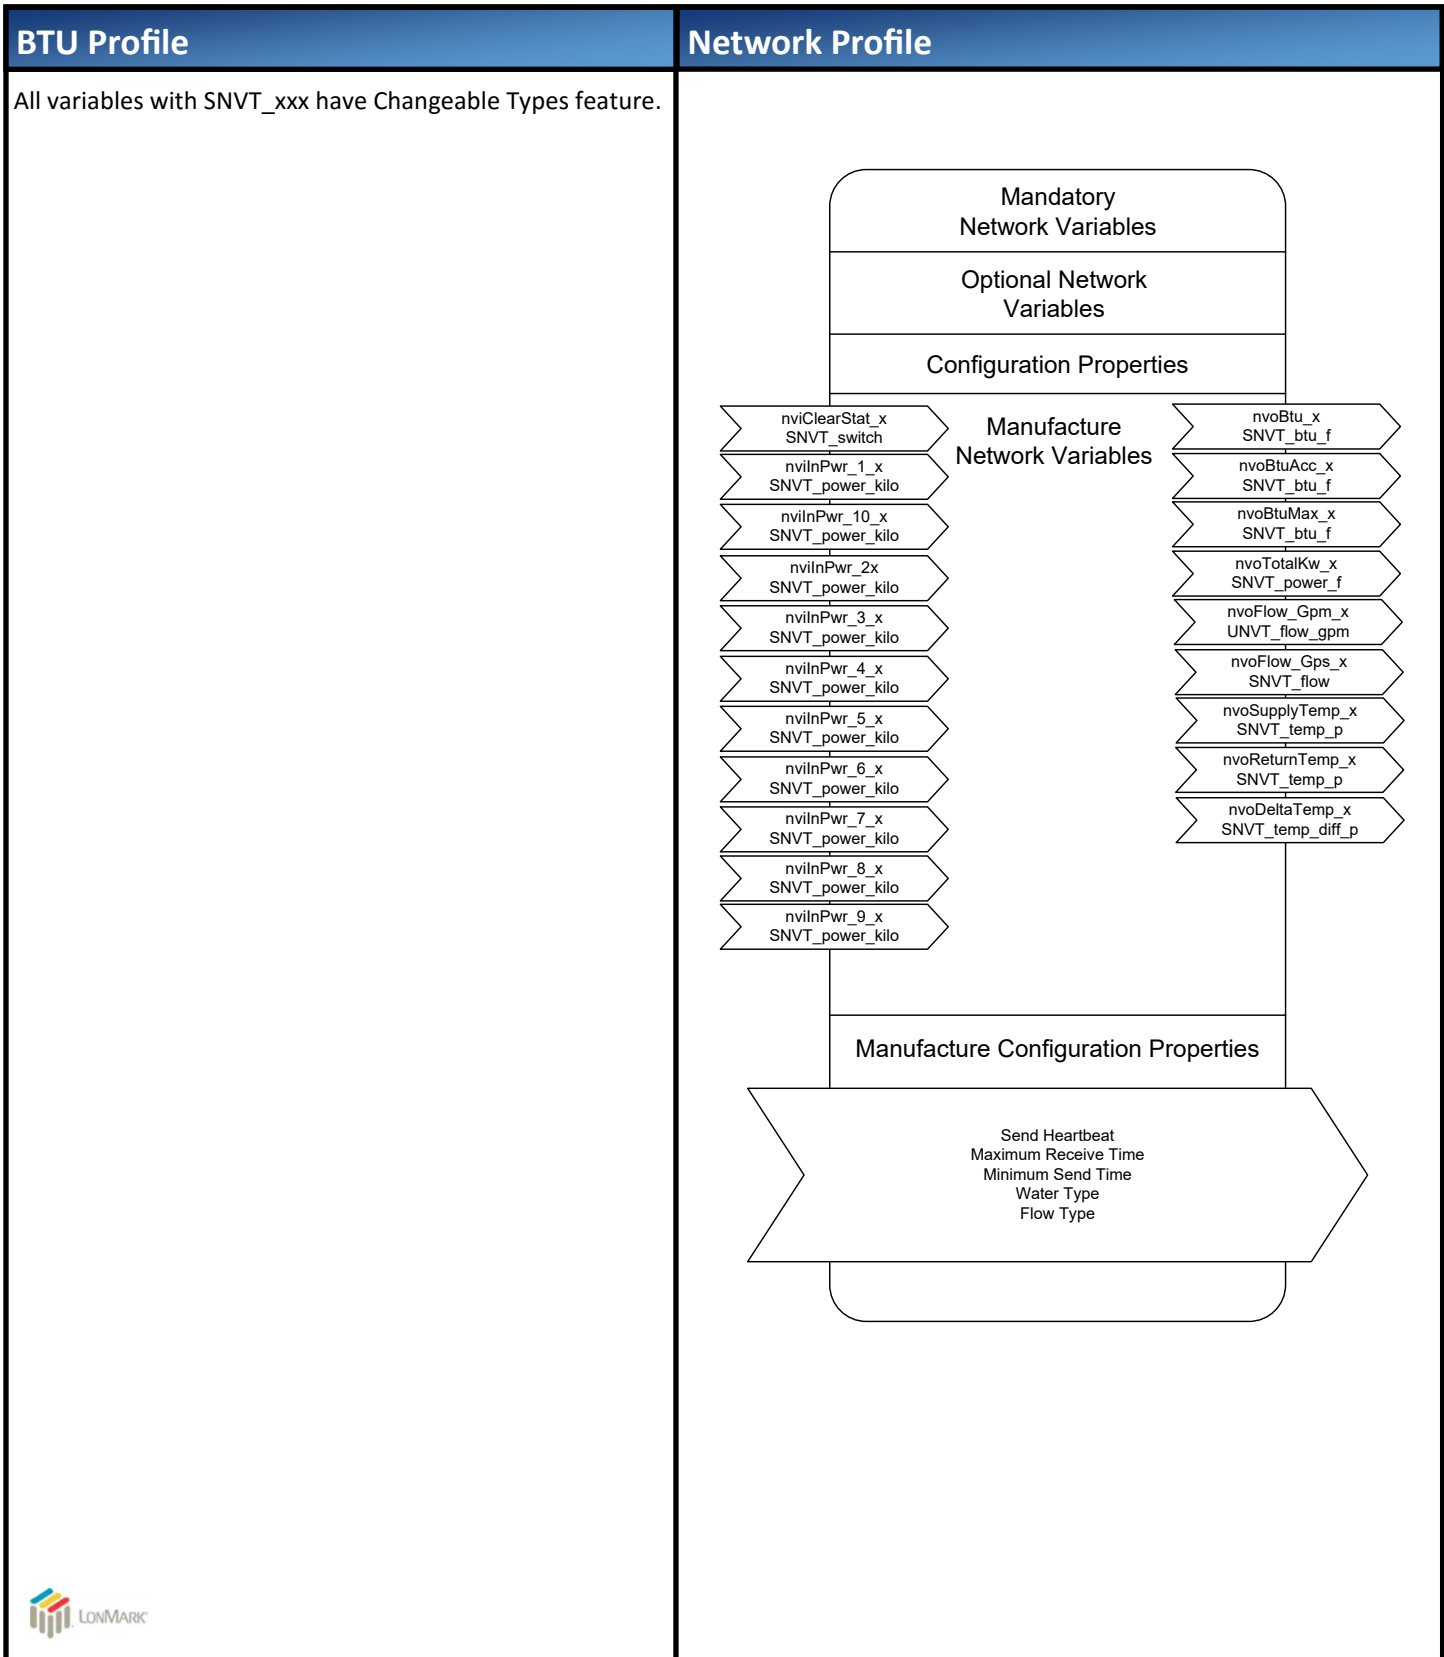 BTU Profile
Network Profile
All variables with SNVT_xxx have Changeable Types feature.
Mandatory
Network Variables
Optional Network
Variables
Configuration Properties
Manufacture
Network Variables
nviClearStat_x
SNVT_switch
nviInPwr_1_x
SNVT_power_kilo
nviInPwr_10_x
SNVT_power_kilo
nviInPwr_2x
SNVT_power_kilo
nviInPwr_3_x
SNVT_power_kilo
nviInPwr_4_x
SNVT_power_kilo
nviInPwr_5_x
SNVT_power_kilo
nviInPwr_6_x
SNVT_power_kilo
nviInPwr_7_x
SNVT_power_kilo
nviInPwr_8_x
SNVT_power_kilo
nviInPwr_9_x
SNVT_power_kilo
nvoBtu_x
SNVT_btu_f
nvoBtuAcc_x
SNVT_btu_f
nvoBtuMax_x
SNVT_btu_f
nvoTotalKw_x
SNVT_power_f
nvoFlow_Gpm_x
UNVT_flow_gpm
nvoFlow_Gps_x
SNVT_flow
nvoSupplyTemp_x
SNVT_temp_p
nvoReturnTemp_x
SNVT_temp_p
nvoDeltaTemp_x
SNVT_temp_diff_p
Manufacture Configuration Properties
Send Heartbeat
Maximum Receive Time
Minimum Send Time
Water Type
Flow Type
LONMARK